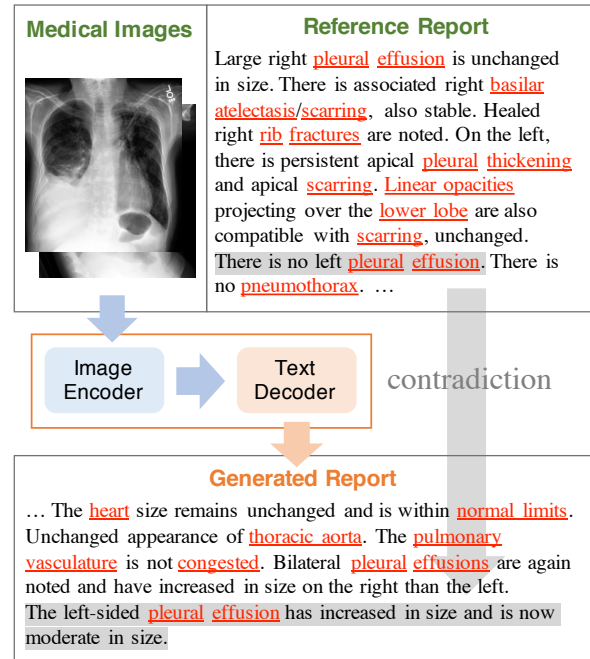 Medical Images
Reference Report
Large right pleural effusion is unchanged
in size. There is associated right basilar
atelectasis/scarring, also stable. Healed
right rib fractures are noted. On the left,
there is persistent apical pleural thickening
and apical scarring. Linear opacities
projecting over the lower lobe are also
compatible with scarring, unchanged.
There is no left pleural effusion. There is
no pneumothorax. …
Image
Encoder
Text
Decoder
contradiction
Generated Report
… The heart size remains unchanged and is within normal limits.
Unchanged appearance of thoracic aorta. The pulmonary
vasculature is not congested. Bilateral pleural effusions are again
noted and have increased in size on the right than the left.
The left-sided pleural effusion has increased in size and is now
moderate in size.